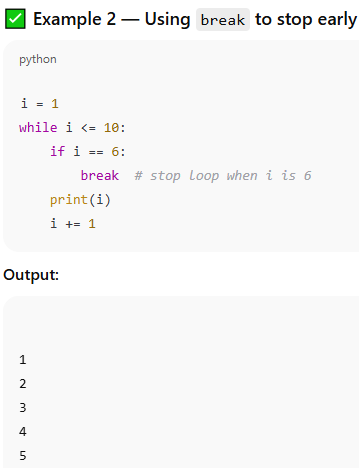 ✅ Example 2 — Using break to stop early
python
i = 1
while i <= 10:
    if i == 6:
        break  # stop loop when i is 6
    print(i)
    i += 1
Output:
1
2
3
4
5